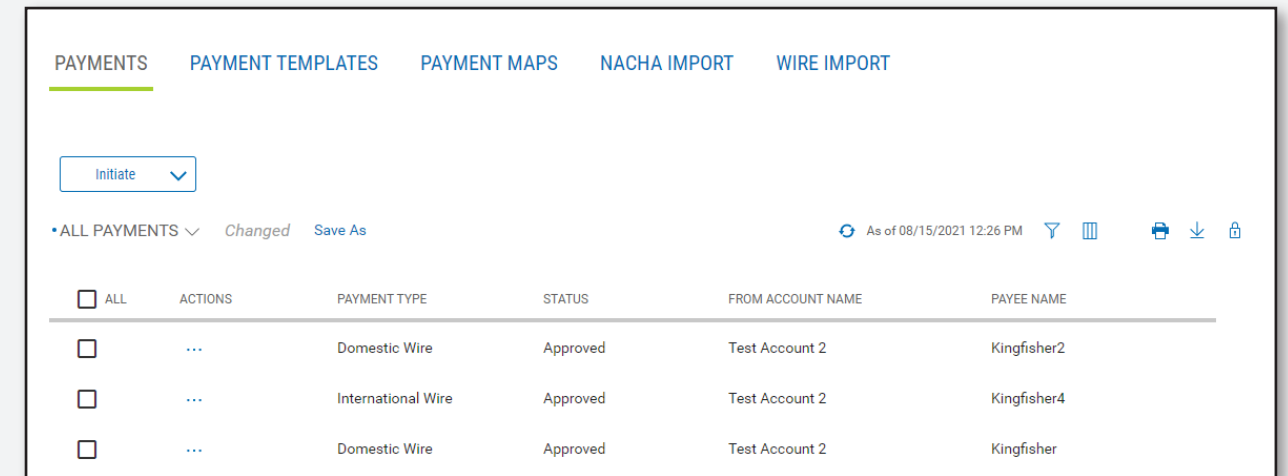 PAYMENTS PAYMENT TEMPLATES PAYMENT MAPS NACHA IMPORT WIRE IMPORT
Initiate
•ALL PAYMENTS Changed Save As As of 08/15/2021 12:26 PM
ALL ACTIONS PAYMENT TYPE STATUS FROM ACCOUNT NAME PAYEE NAME
... Domestic Wire Approved Test Account 2 Kingfisher2
... International Wire Approved Test Account 2 Kingfisher4
... Domestic Wire Approved Test Account 2 Kingfisher